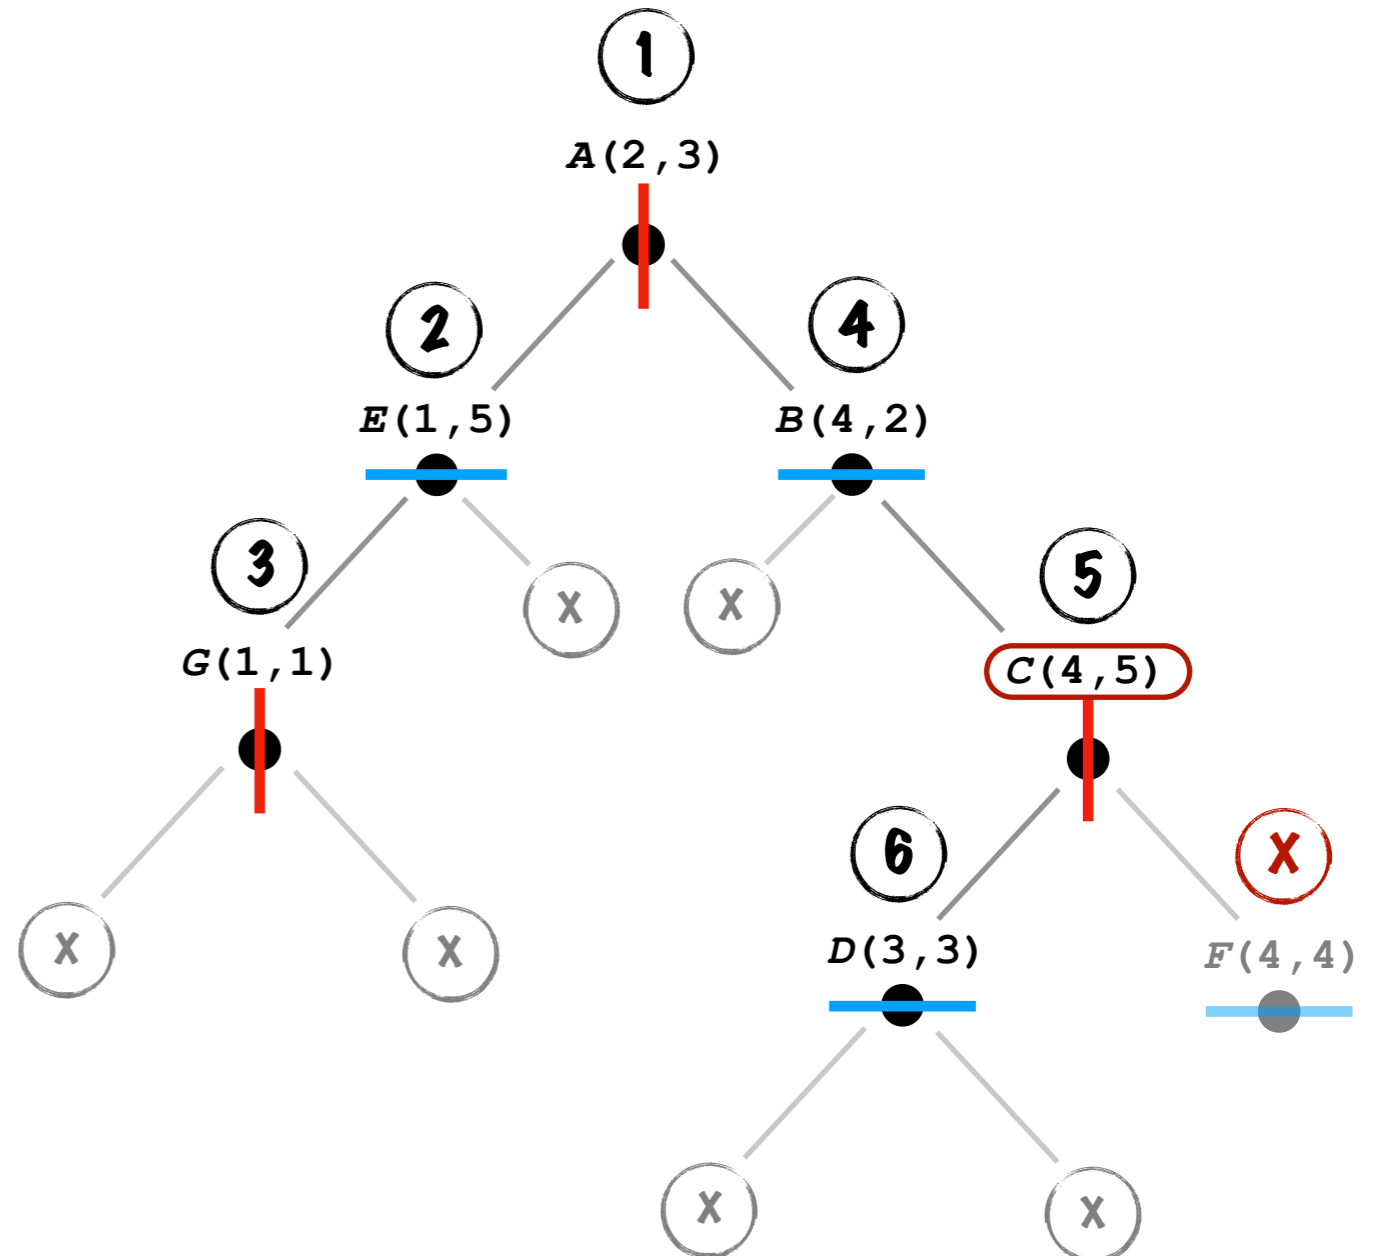 1
A(2,3)
2
4
E(1,5)
B(4,2)
3
X
X
5
G(1,1)
C(4,5)
6
X
D(3,3)
F(4,4)
X
X
X
X